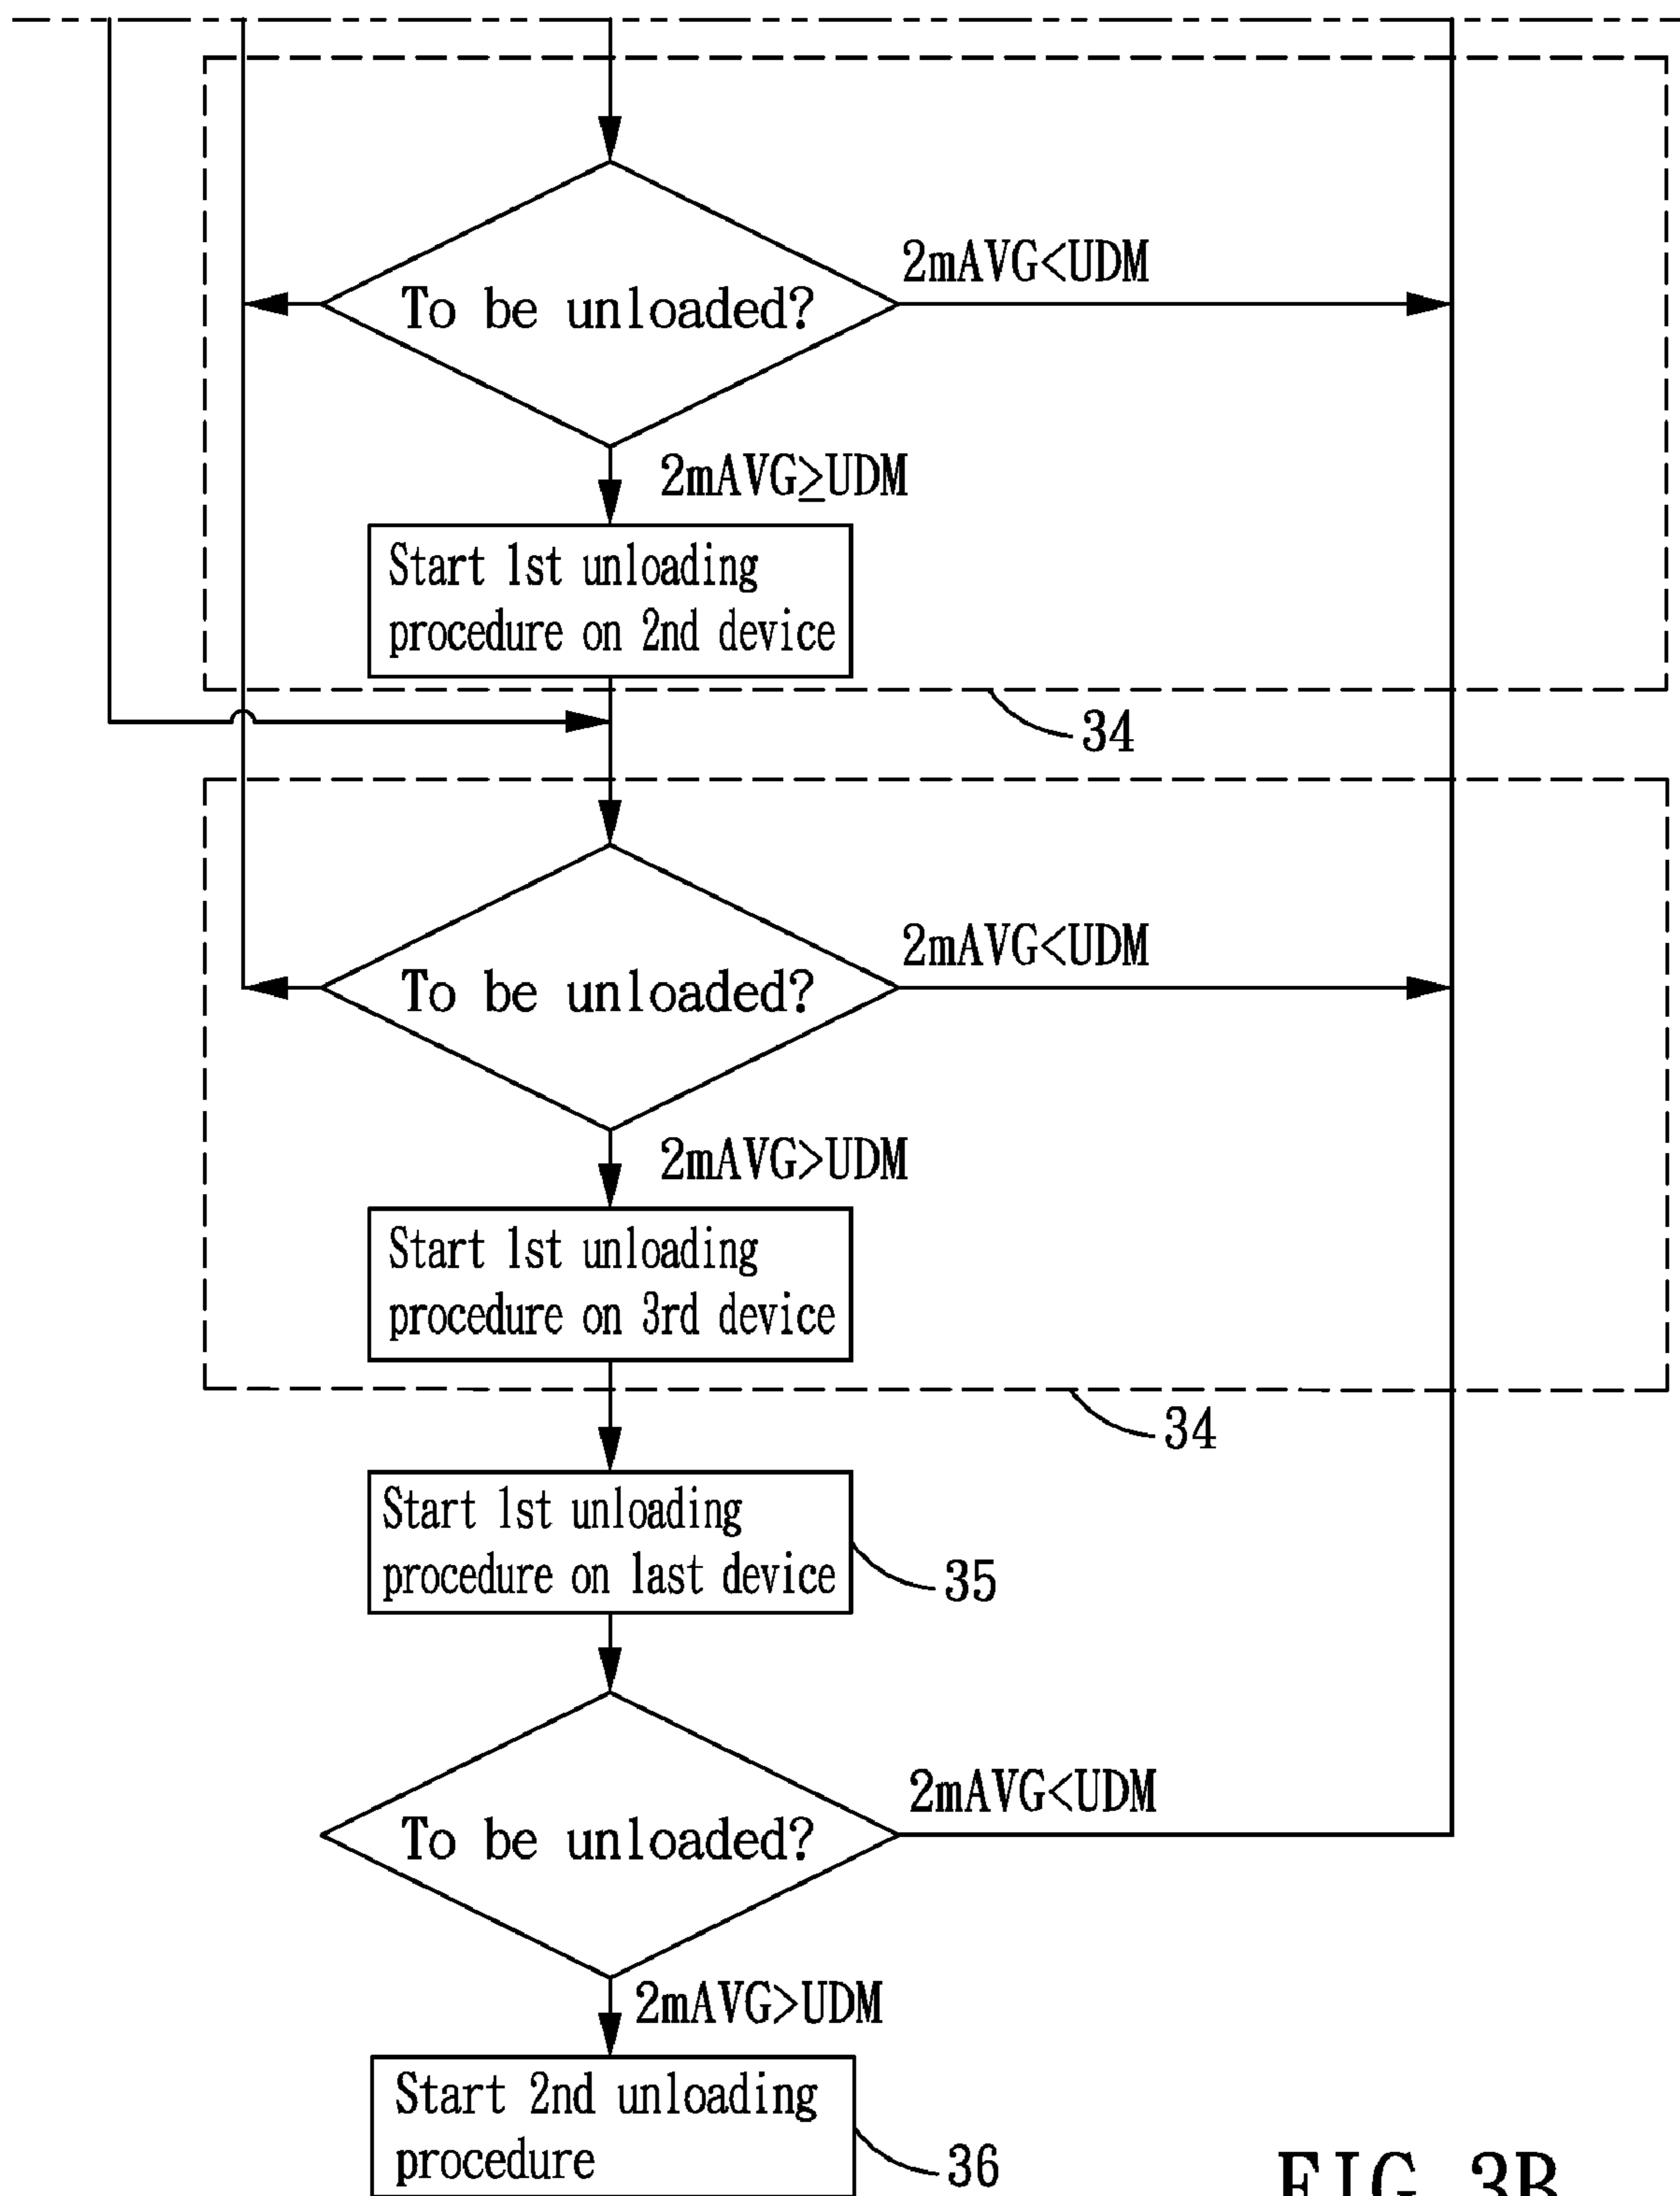 To be unloaded?
2mAVG<UDM
2mAVG≥UDM
Start 1st unloading
procedure on 2nd device
34
To be unloaded?
2mAVG<UDM
2mAVG>UDM
Start 1st unloading
procedure on 3rd device
34
Start 1st unloading
procedure on last device
35
To be unloaded?
2mAVG<UDM
2mAVG>UDM
Start 2nd unloading
procedure
36
FIG. 3B